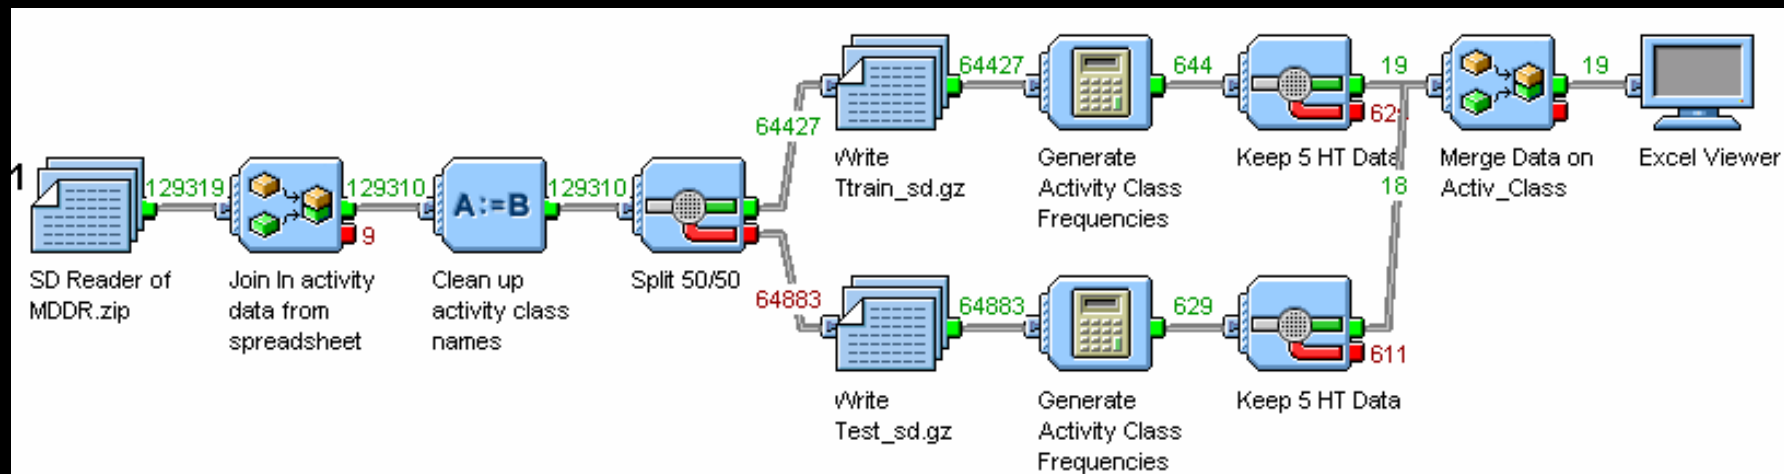 1
129319
129310
9
129310
64427
64883
64427
644
19
19
18
64883
629
611
A:=B
SD Reader of
MDDR.zip
Join In activity
data from
spreadsheet
Clean up
activity class
names
Split 50/50
Write
Ttrain_sd.gz
Generate
Activity Class
Frequencies
Keep 5 HT Data
Merge Data on
Activ_Class
Excel Viewer
Write
Test_sd.gz
Generate
Activity Class
Frequencies
Keep 5 HT Data